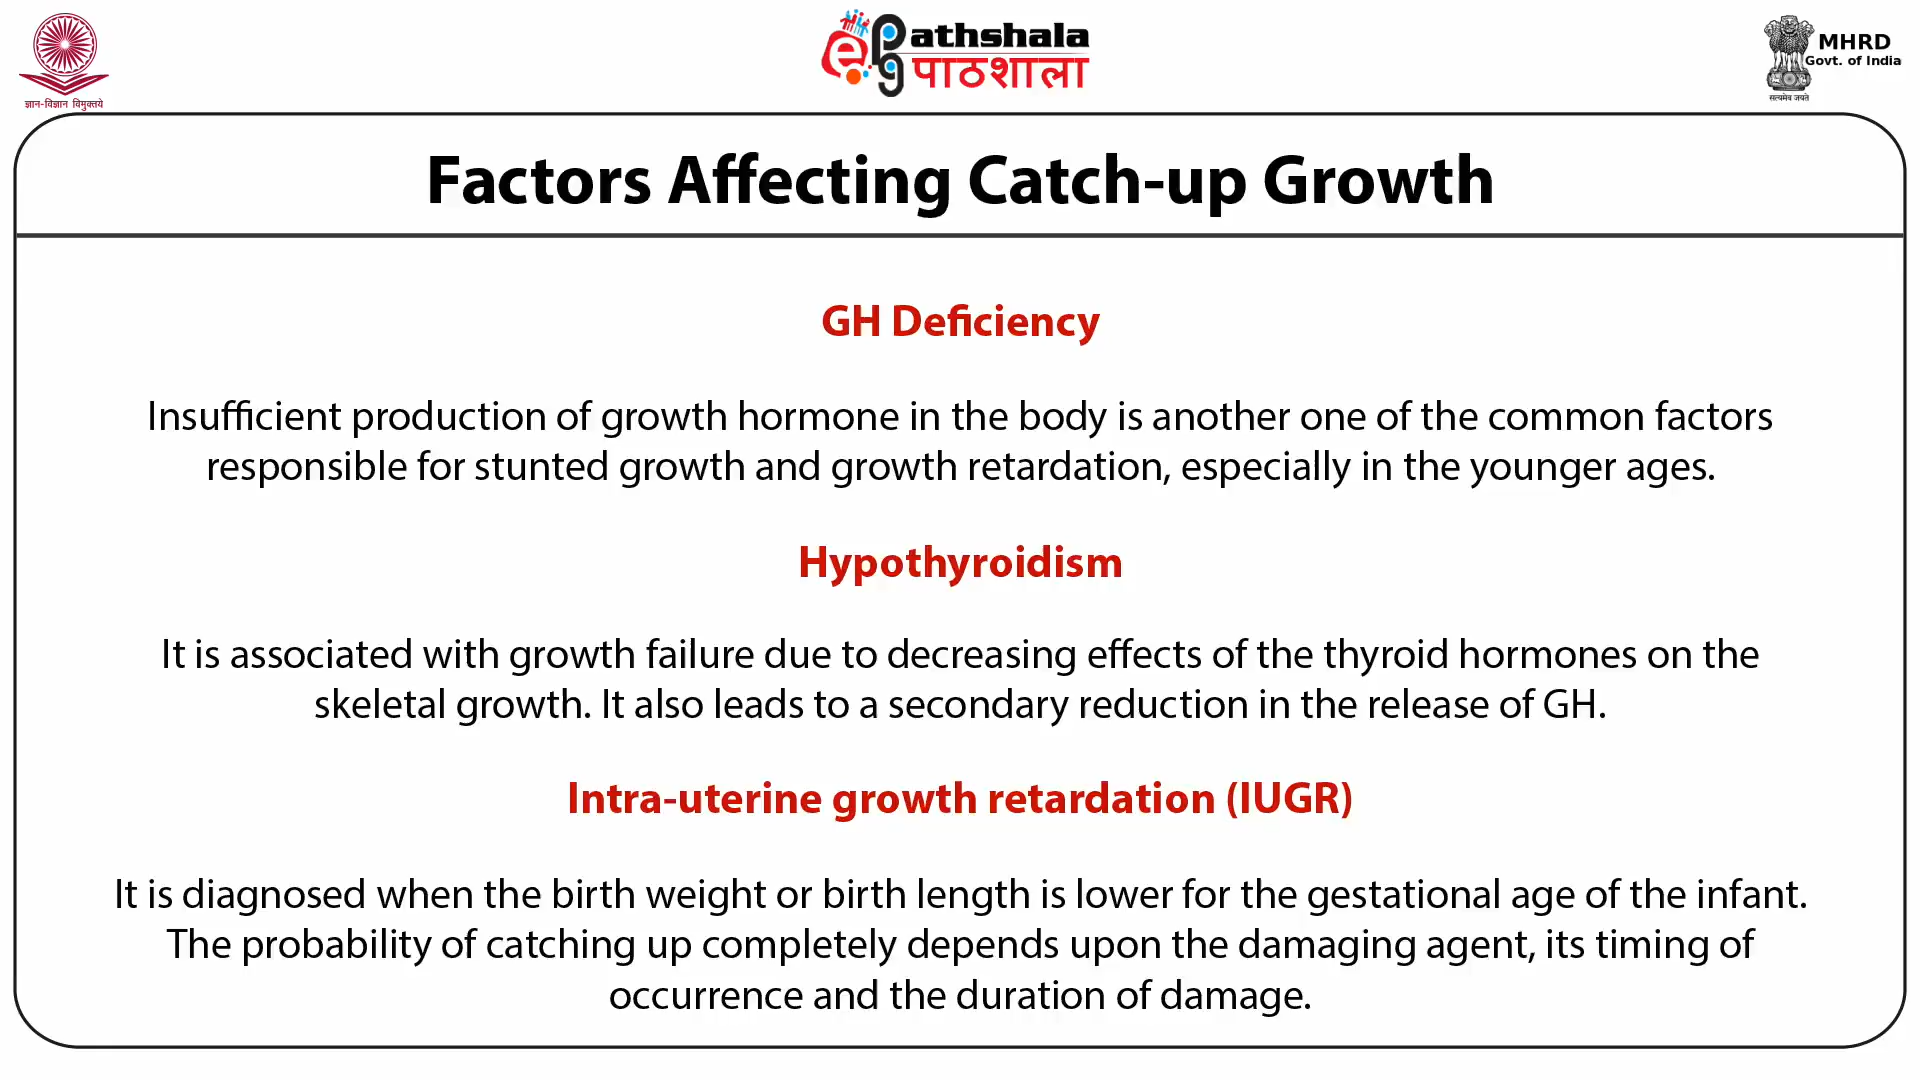 ज्ञान-विज्ञान विमुक्तये
ePathshala
पाठशाला
MHRD
Govt. of India
सत्यमेव जयते
Factors Affecting Catch-up Growth
GH Deficiency
Insufficient production of growth hormone in the body is another one of the common factors
responsible for stunted growth and growth retardation, especially in the younger ages.
Hypothyroidism
It is associated with growth failure due to decreasing effects of the thyroid hormones on the
skeletal growth. It also leads to a secondary reduction in the release of GH.
Intra-uterine growth retardation (IUGR)
It is diagnosed when the birth weight or birth length is lower for the gestational age of the infant.
The probability of catching up completely depends upon the damaging agent, its timing of
occurrence and the duration of damage.